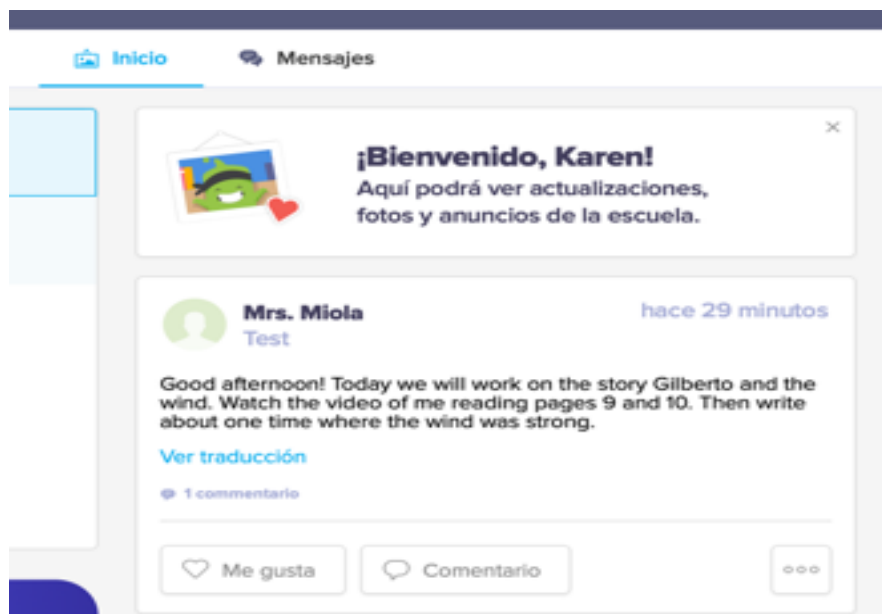 Inicio Mensajes
¡Bienvenido, Karen!
Aquí podrá ver actualizaciones,
fotos y anuncios de la escuela.
Mrs. Miola hace 29 minutos
Test
Good afternoon! Today we will work on the story Gilberto and the
wind. Watch the video of me reading pages 9 and 10. Then write
about one time where the wind was strong.
Ver traducción
1 commentario
Me gusta Comentario